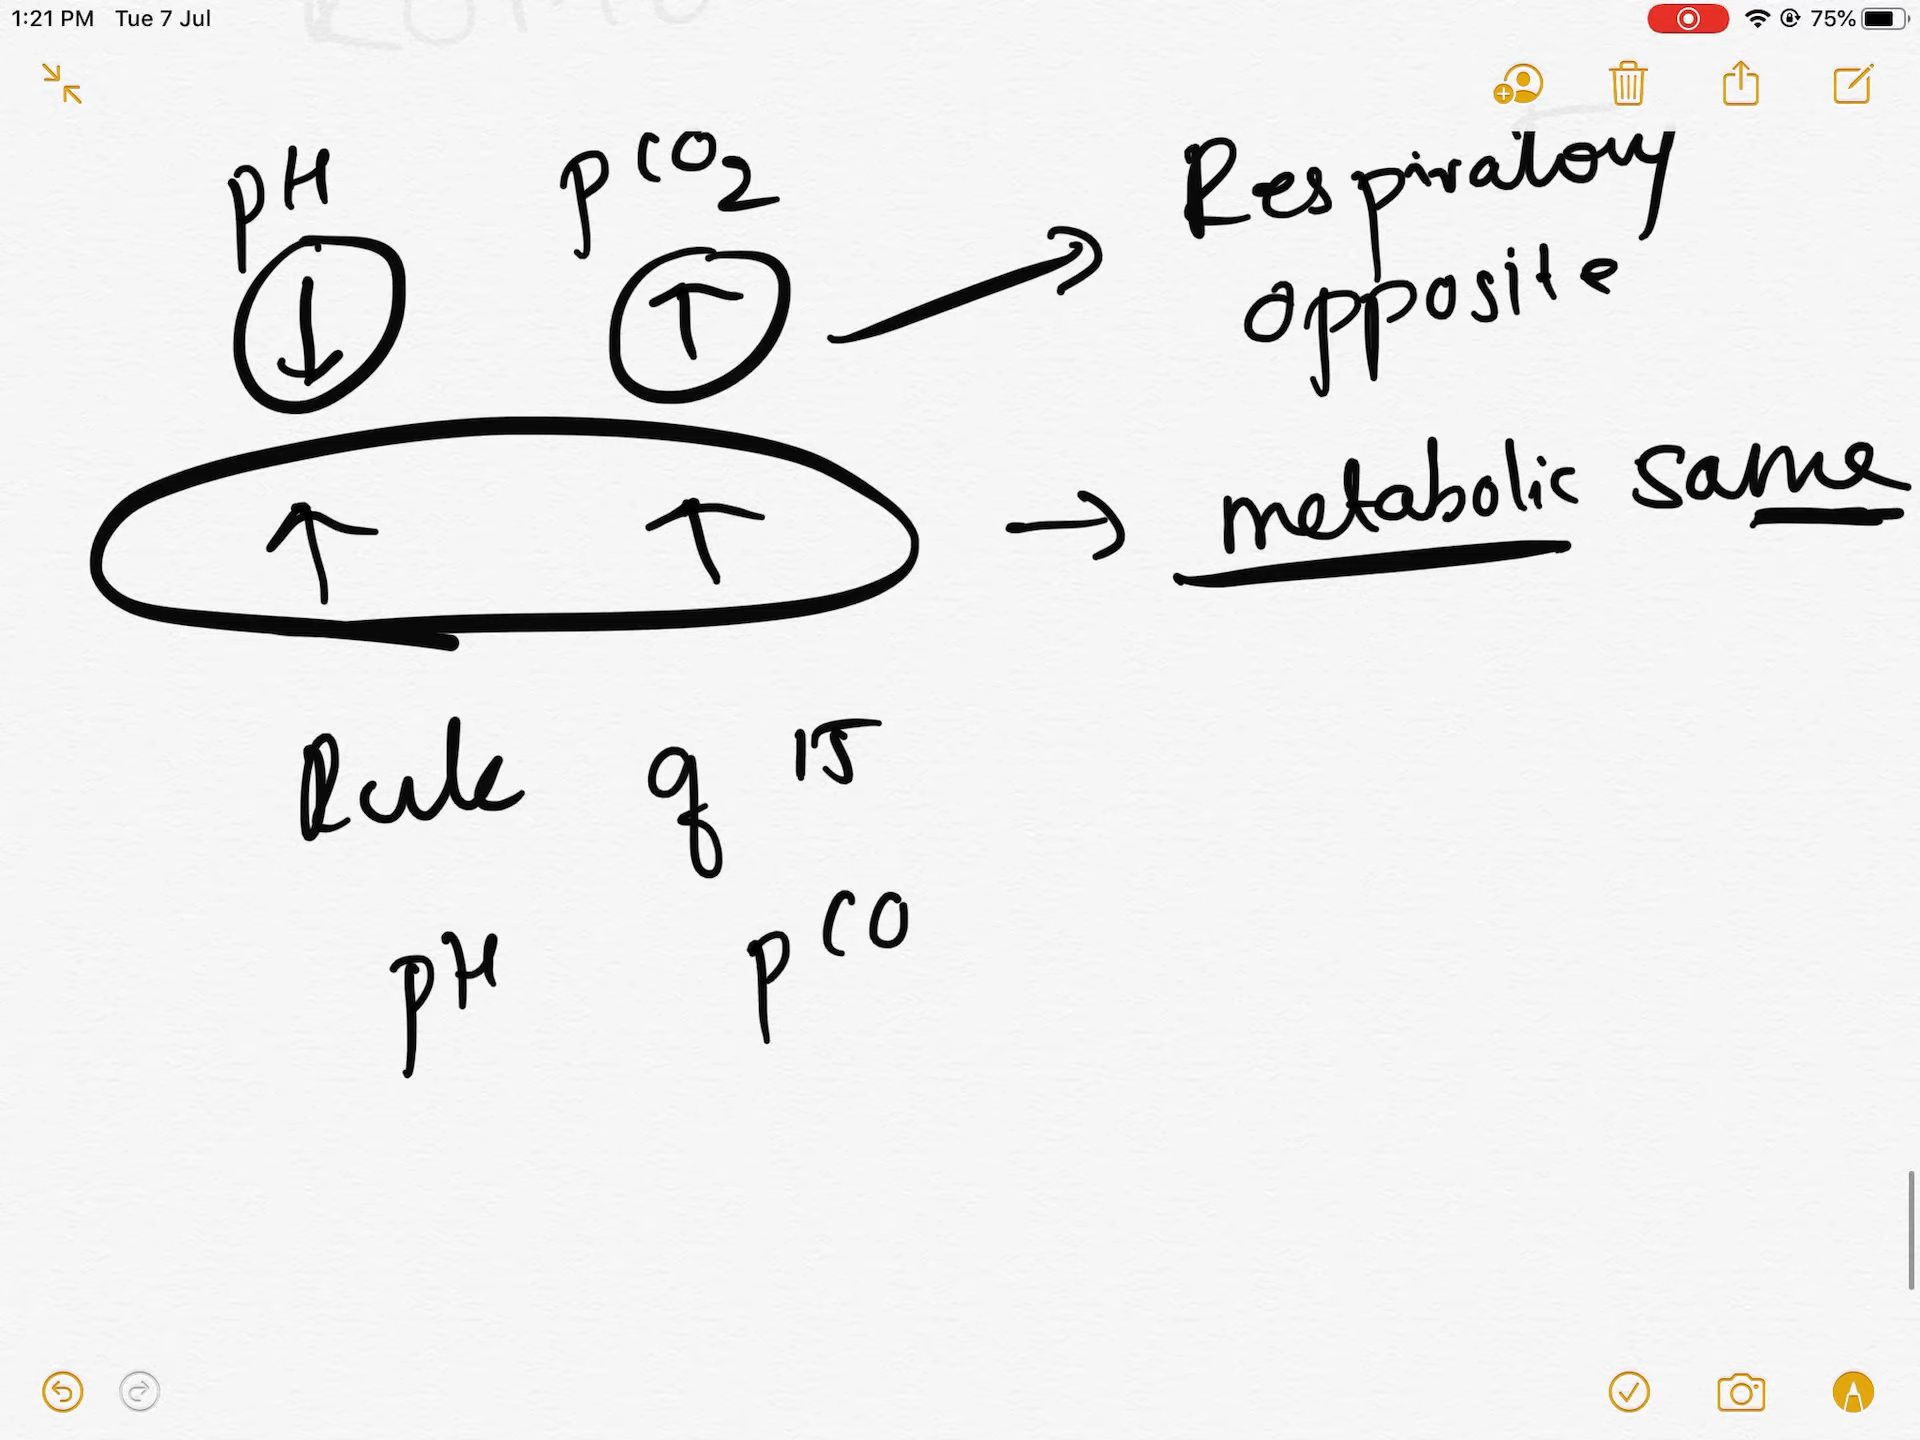 1:21 PM Tue 7 Jul 75%
pH pCO2
↓ ↑ → Respiratory
opposite
↑ ↑ → metabolic same
Rule of 15
pH pCO